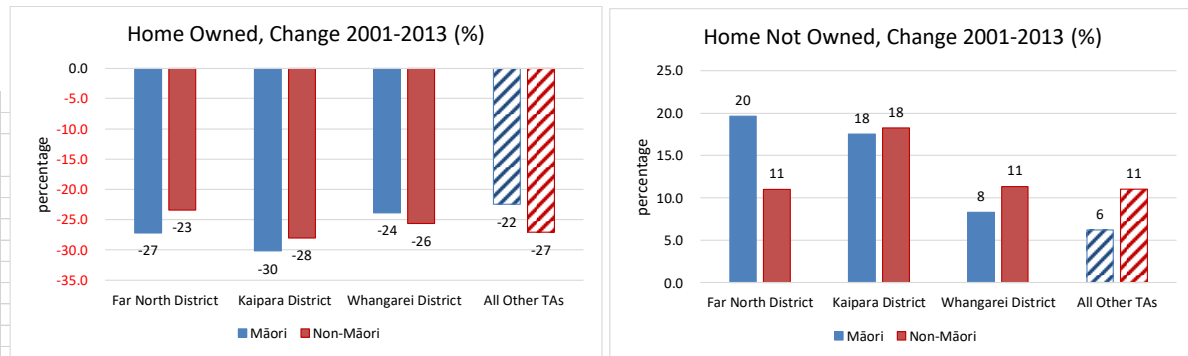 Home Owned, Change 2001-2013 (%)
percentage
0.0
-5.0
-10.0
-15.0
-20.0
-25.0
-30.0
-35.0
-27
-23
-30
-28
-24
-26
-22
-27
Far North District
Kaipara District
Whangarei District
All Other TAs
Māori
Non-Māori
Home Not Owned, Change 2001-2013 (%)
percentage
25.0
20.0
15.0
10.0
5.0
0.0
20
11
18
18
8
11
6
11
Far North District
Kaipara District
Whangarei District
All Other TAs
Māori
Non-Māori